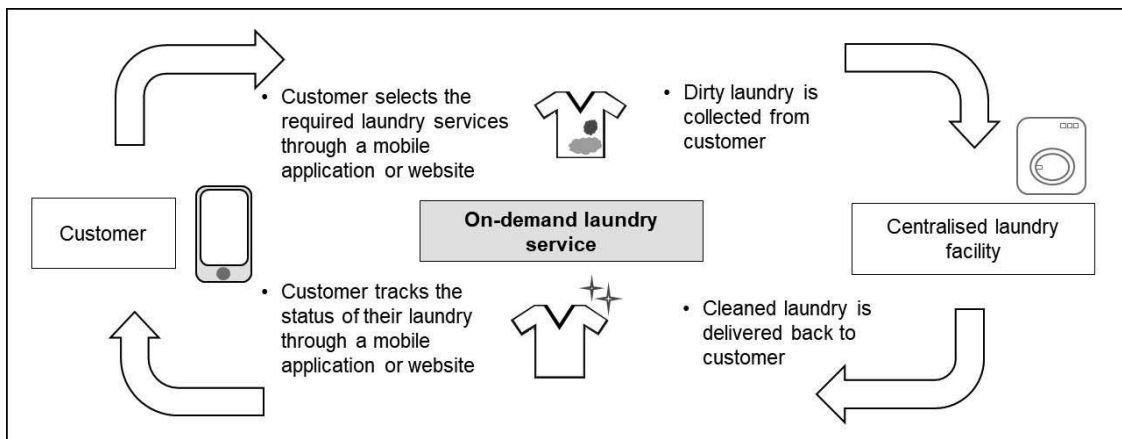 • Customer selects the
required laundry services
through a mobile
application or website
• Dirty laundry is
collected from
customer
Customer
On-demand laundry
service
Centralised laundry
facility
• Customer tracks the
status of their laundry
through a mobile
application or website
• Cleaned laundry is
delivered back to
customer